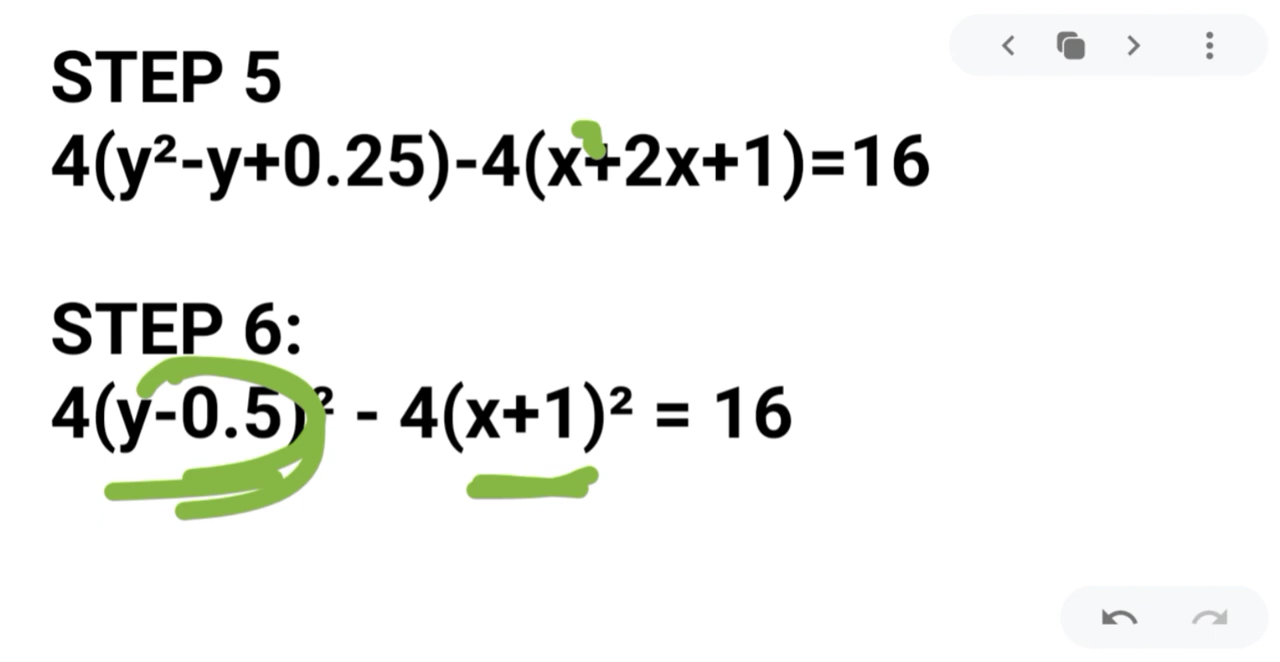 STEP 5
4(y²-y+0.25)-4(x+2x+1)=16
STEP 6:
4(y-0.5)² - 4(x+1)² = 16